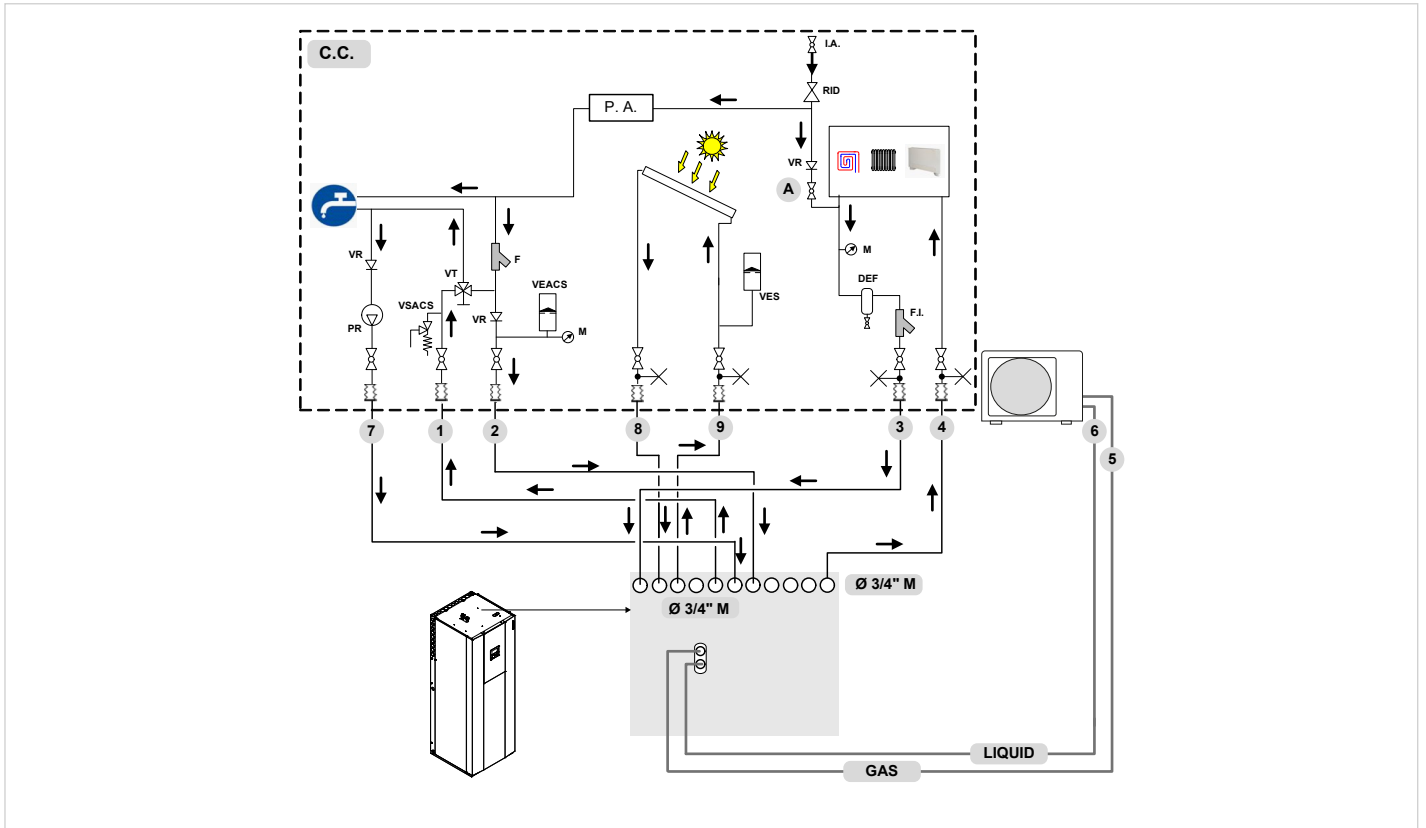 C.C.
I.A.
RID
P. A.
VR
A
M
DEF
F.I.
VR
VT
F
VSACS
VEACS
VES
PR
VR
M
7
1
2
8
9
3
4
6
5
Ø 3/4" M
Ø 3/4" M
LIQUID
GAS